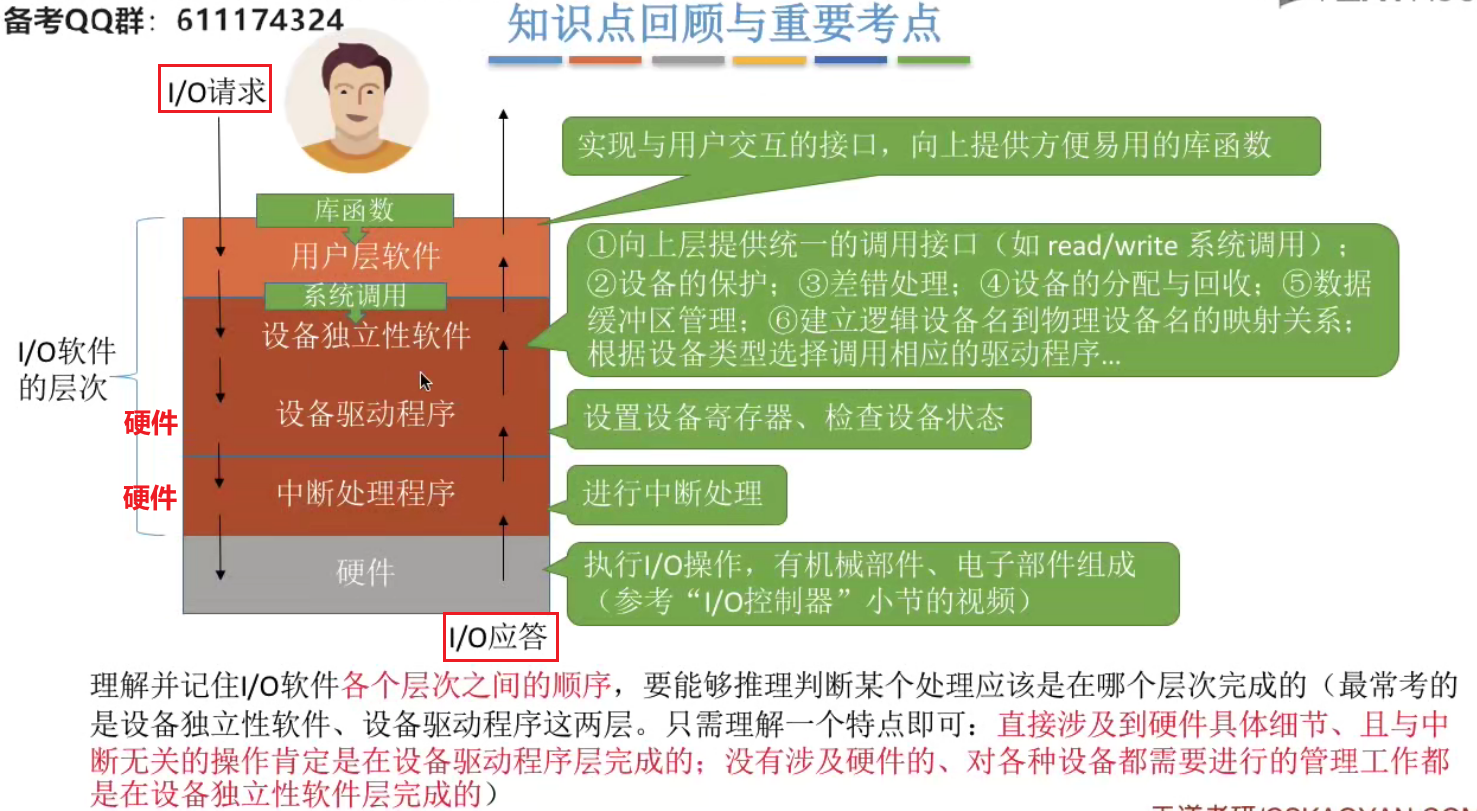 备考QQ群：611174324
知识点回顾与重要考点
I/O请求
实现与用户交互的接口，向上提供方便易用的库函数
库函数
用户层软件
系统调用
设备独立性软件
①向上层提供统一的调用接口（如 read/write 系统调用）；
②设备的保护；③差错处理；④设备的分配与回收；⑤数据
缓冲区管理；⑥建立逻辑设备名到物理设备名的映射关系；
根据设备类型选择调用相应的驱动程序...
I/O软件
的层次
硬件
设备驱动程序
设置设备寄存器、检查设备状态
硬件
中断处理程序
进行中断处理
硬件
执行I/O操作，有机械部件、电子部件组成
（参考“I/O控制器”小节的视频）
I/O应答
理解并记住I/O软件各个层次之间的顺序，要能够推理判断某个处理应该是在哪个层次完成的（最常考的
是设备独立性软件、设备驱动程序这两层。只需理解一个特点即可：直接涉及到硬件具体细节、且与中
断无关的操作肯定是在设备驱动程序层完成的；没有涉及硬件的、对各种设备都需要进行的管理工作都
是在设备独立性软件层完成的）